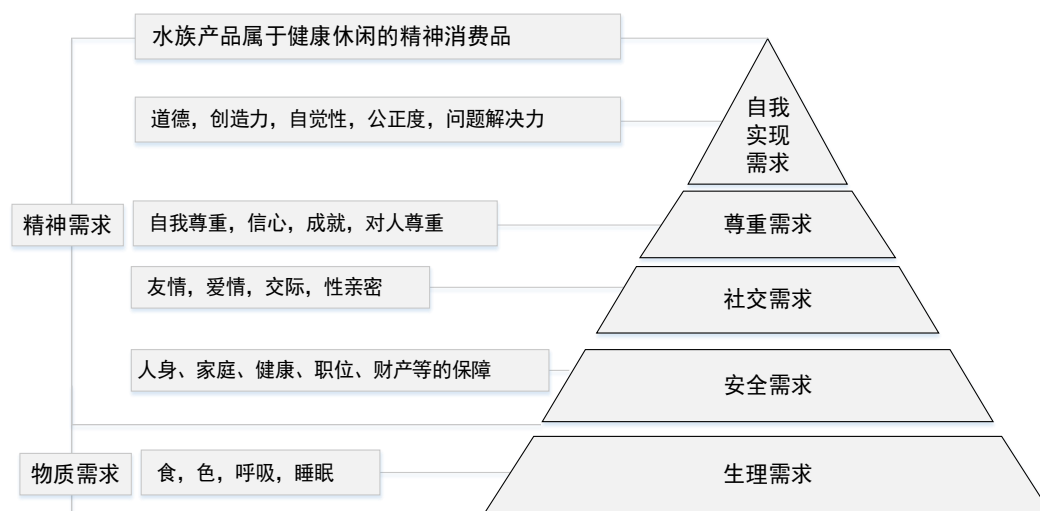 水族产品属于健康休闲的精神消费品
道德，创造力，自觉性，公正度，问题解决力
自我
实现
需求
精神需求
自我尊重，信心，成就，对人尊重
尊重需求
友情，爱情，交际，性亲密
社交需求
人身、家庭、健康、职位、财产等的保障
安全需求
物质需求
食，色，呼吸，睡眠
生理需求